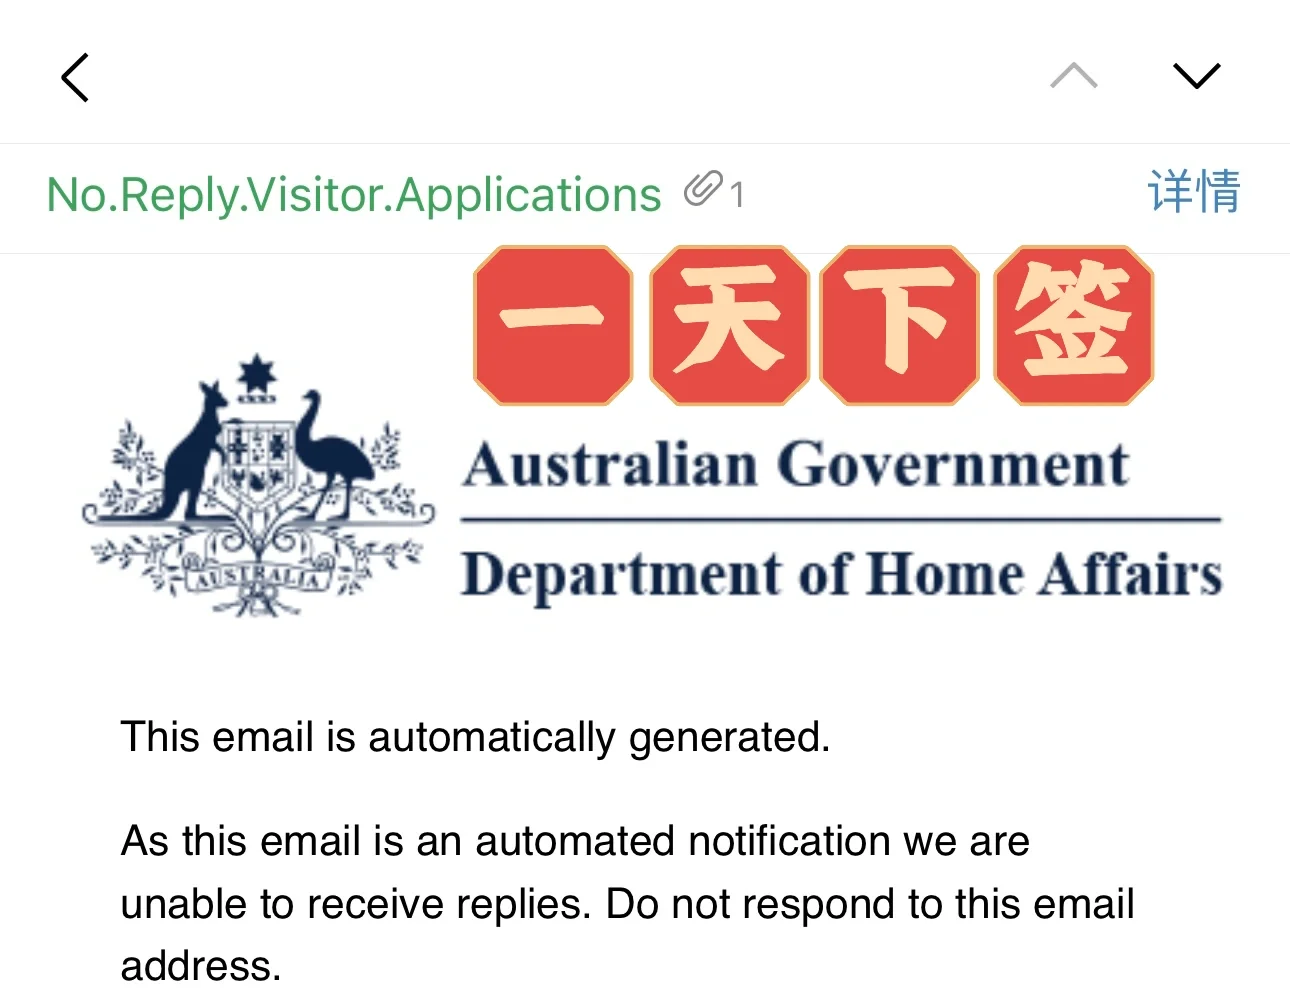 No.Reply.Visitor.Applications 1 详情
一天下签
AUSTRALIA
Australian Government
Department of Home Affairs
This email is automatically generated.
As this email is an automated notification we are
unable to receive replies. Do not respond to this email
address.